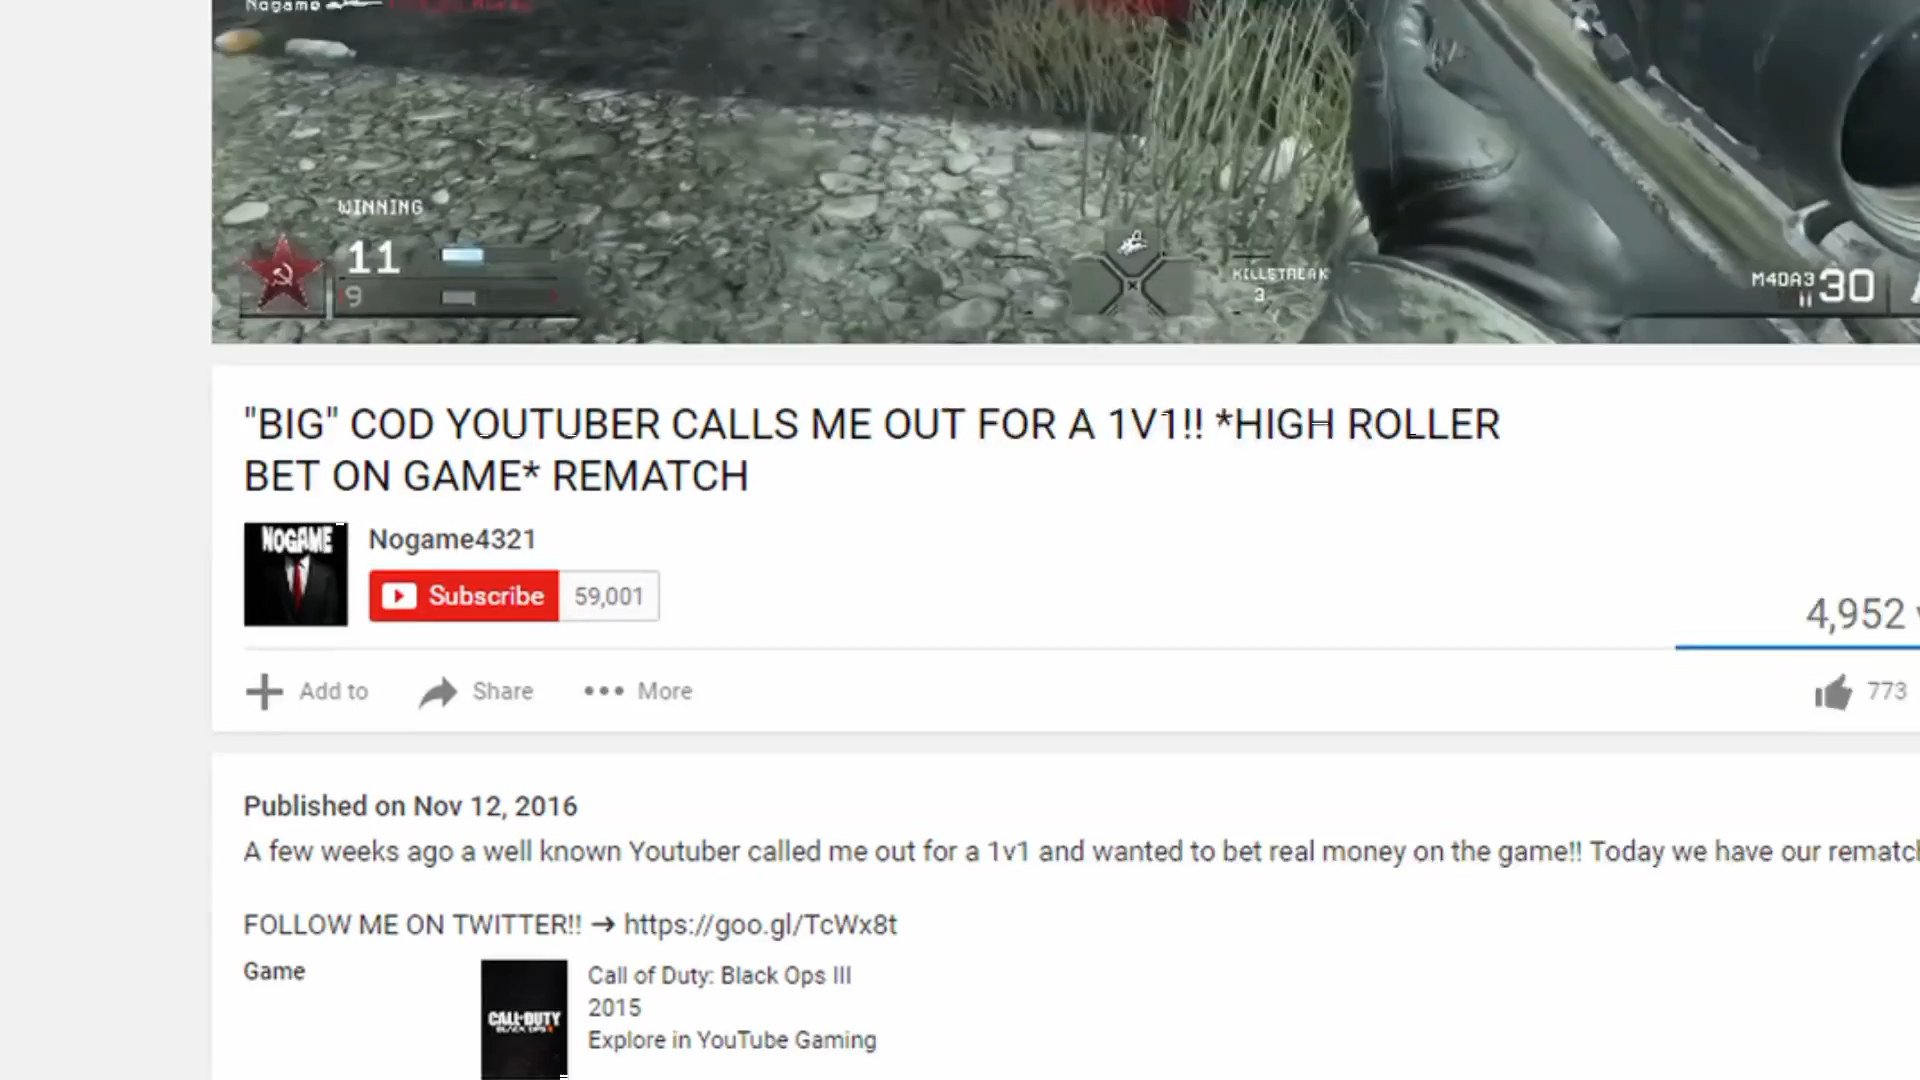 Nogame
WINNING
11
9
KILLSTREAK
3
M4OA3 30
"BIG" COD YOUTUBER CALLS ME OUT FOR A 1V1!! *HIGH ROLLER
BET ON GAME* REMATCH
NOGAME
Nogame4321
Subscribe 59,001
4,952
Add to Share More
773
Published on Nov 12, 2016
A few weeks ago a well known Youtuber called me out for a 1v1 and wanted to bet real money on the game!! Today we have our rematch
FOLLOW ME ON TWITTER!! → https://goo.gl/TcWx8t
Game
Call of Duty: Black Ops III
2015
Explore in YouTube Gaming
CALL OF DUTY
BLACK OPS